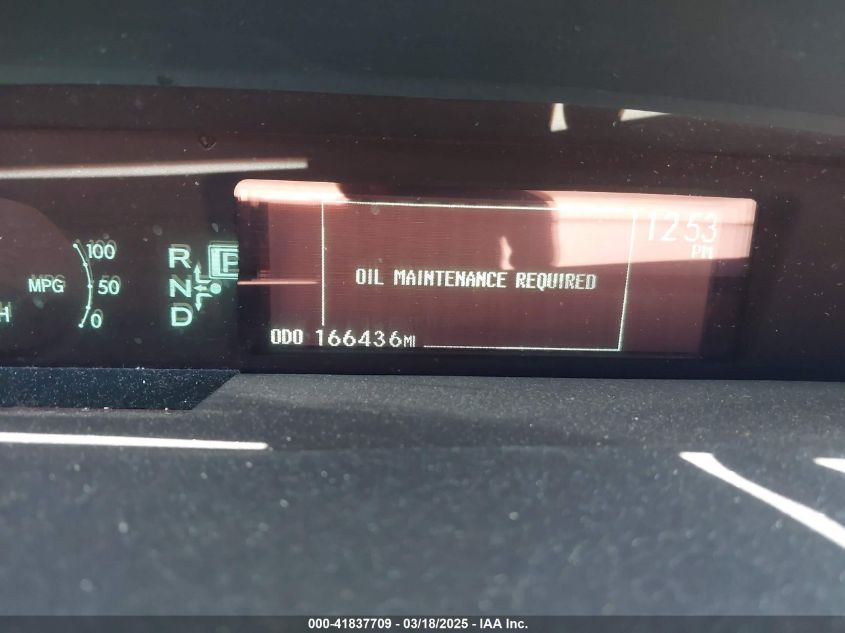 12:53
PM
100
R P
MPG 50
N
OIL MAINTENANCE REQUIRED
H
D
0
ODO 166436MI
000-41837709 - 03/18/2025 - IAA Inc.